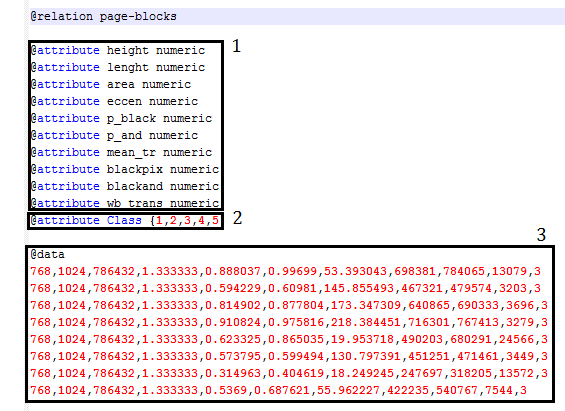 @relation page-blocks
@attribute height numeric 1
@attribute lenght numeric
@attribute area numeric
@attribute eccen numeric
@attribute p_black numeric
@attribute p_and numeric
@attribute mean_tr numeric
@attribute blackpix numeric
@attribute blackand numeric
@attribute wb_trans numeric
@attribute Class {1,2,3,4,5 2
3
@data
768,1024,786432,1.333333,0.888037,0.99699,53.393043,698381,784065,13079,3
768,1024,786432,1.333333,0.594229,0.60981,145.855493,467321,479574,3203,3
768,1024,786432,1.333333,0.814902,0.877804,173.347309,640865,690333,3696,3
768,1024,786432,1.333333,0.910824,0.975816,218.384451,716301,767413,3279,3
768,1024,786432,1.333333,0.623325,0.865035,19.953718,490203,680291,24566,3
768,1024,786432,1.333333,0.573795,0.599494,130.797391,451251,471461,3449,3
768,1024,786432,1.333333,0.314963,0.404619,18.249245,247697,318205,13572,3
768,1024,786432,1.333333,0.5369,0.687621,55.962227,422235,540767,7544,3